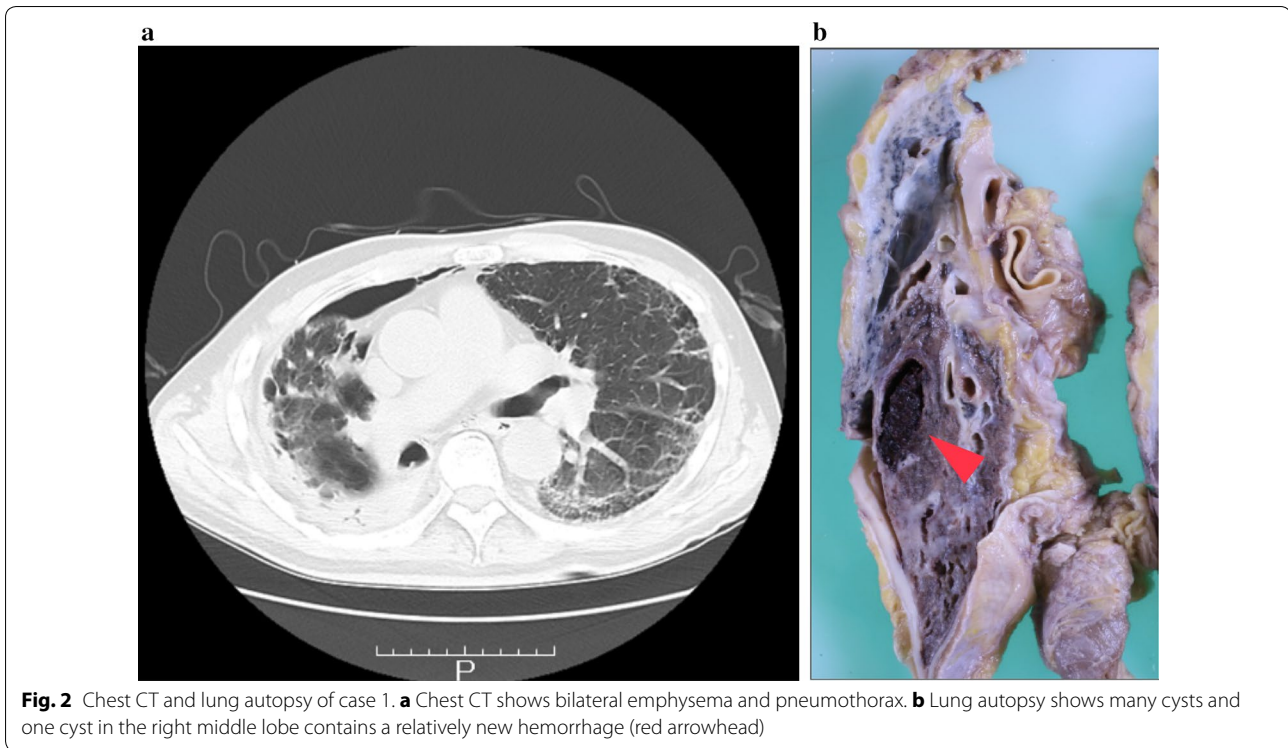 a
b
P
Fig. 2 Chest CT and lung autopsy of case 1. a Chest CT shows bilateral emphysema and pneumothorax. b Lung autopsy shows many cysts and
one cyst in the right middle lobe contains a relatively new hemorrhage (red arrowhead)